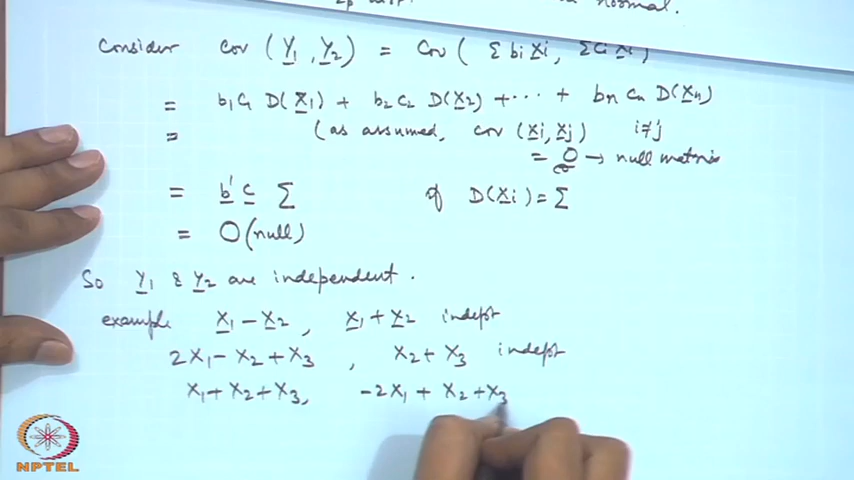 normal.
Consider cov (Y1, Y2) = Cov ( Σ bi Xi, Σ Ci Xi )
= b1 C1 D(X1) + b2 C2 D(X2) + ··· + bn Cn D(Xn)
= (as assumed, cov (Xi, Xj) i≠j
= 0 → null matrix
= b' c Σ if D(Xi) = Σ
= O (null)
So Y1 & Y2 are independent.
example X1 - X2, X1 + X2 indept
2X1 - X2 + X3, X2 + X3 indept
X1 + X2 + X3, -2X1 + X2 + X3
NPTEL